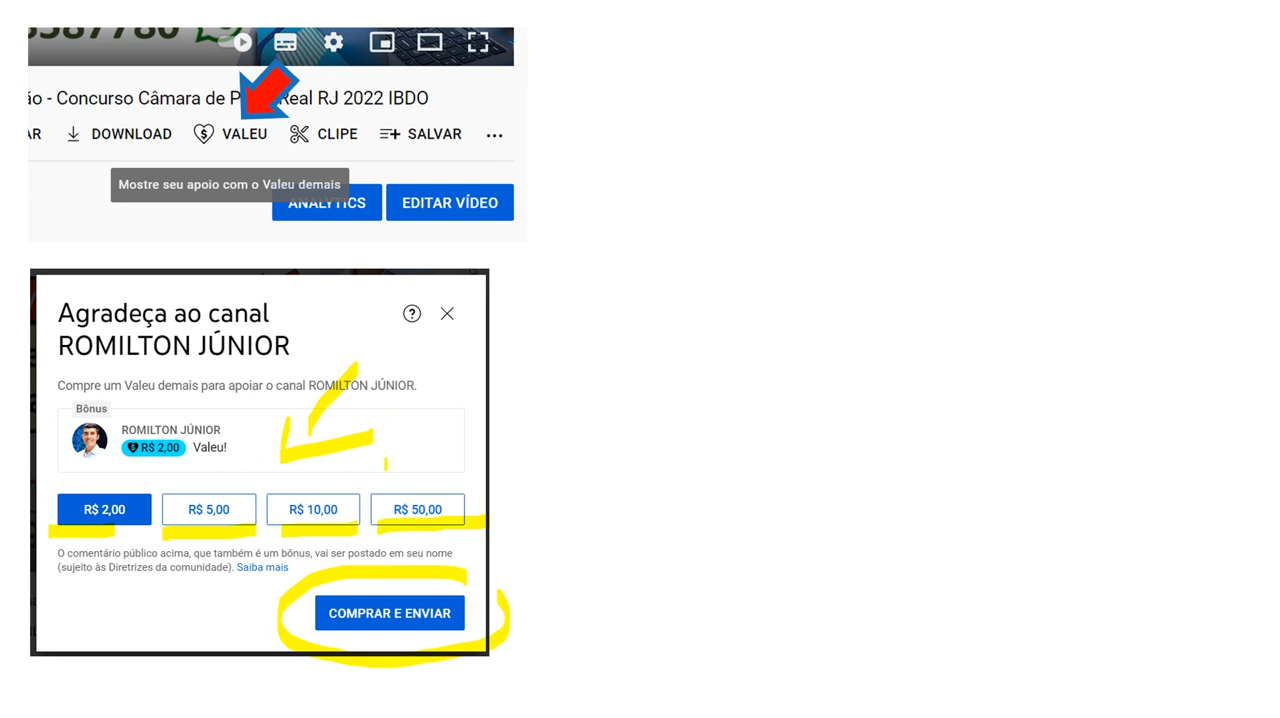 ão - Concurso Câmara de P Real RJ 2022 IBDO
AR DOWNLOAD VALEU CLIPE SALVAR ...
Mostre seu apoio com o Valeu demais
ANALYTICS EDITAR VÍDEO
Agradeça ao canal
ROMILTON JÚNIOR
Compre um Valeu demais para apoiar o canal ROMILTON JÚNIOR.
Bônus
ROMILTON JÚNIOR
R$ 2,00 Valeu!
R$ 2,00 R$ 5,00 R$ 10,00 R$ 50,00
O comentário público acima, que também é um bônus, vai ser postado em seu nome
(sujeito às Diretrizes da comunidade). Saiba mais
COMPRAR E ENVIAR